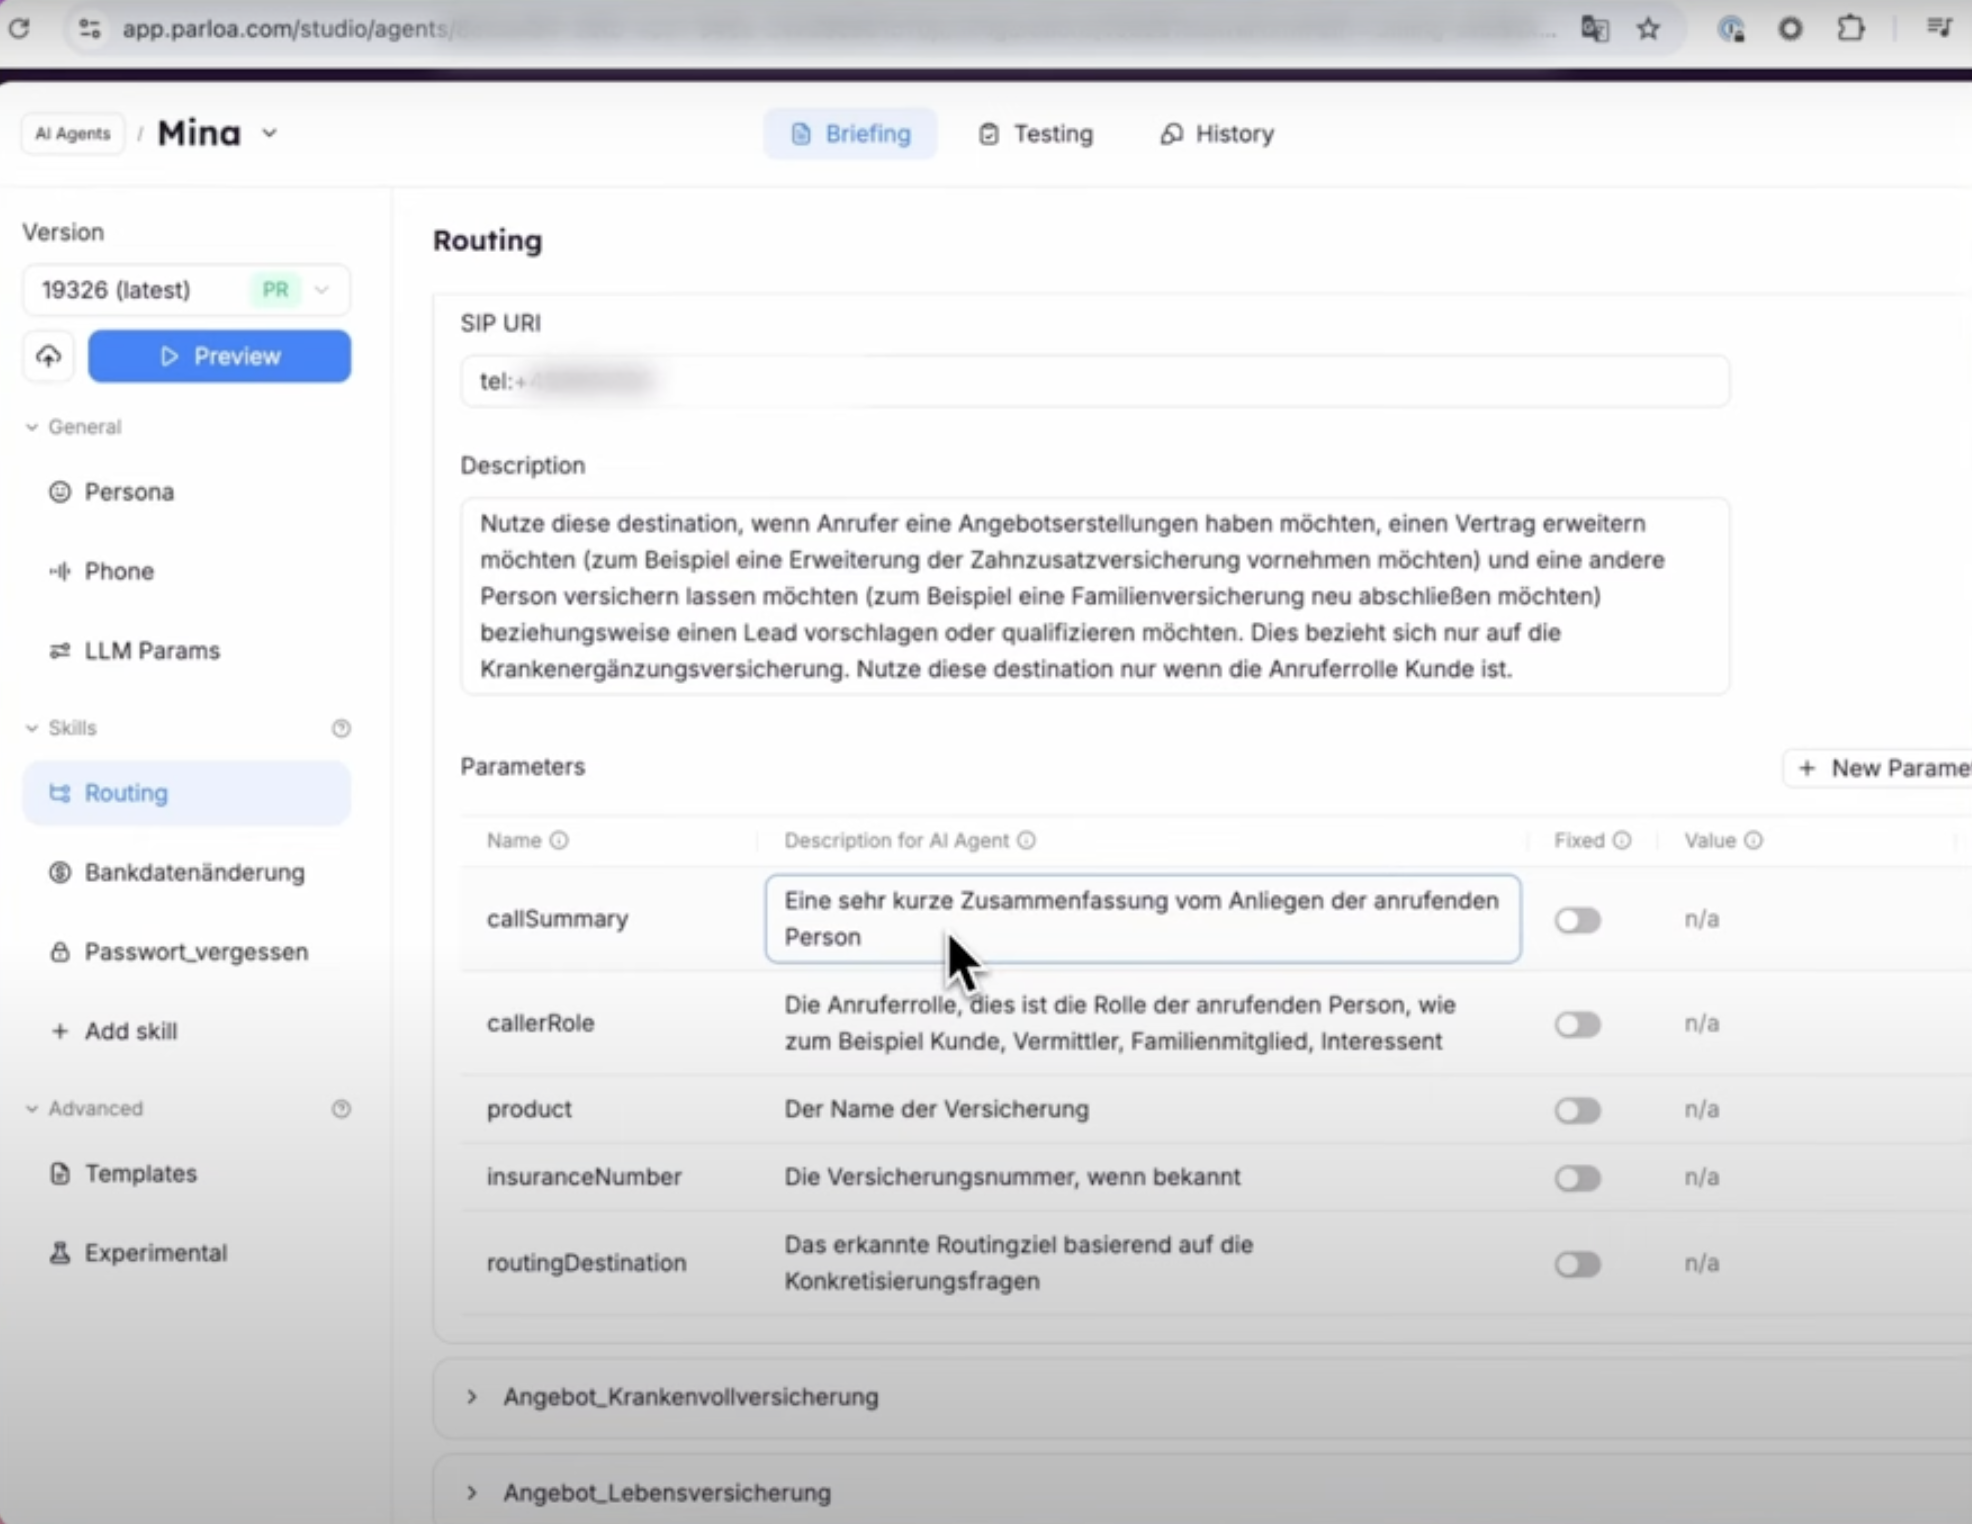 app.parloa.com/studio/agents/
AI Agents / Mina
Briefing
Testing
History
Version
19326 (latest) PR
Preview
General
Persona
Phone
LLM Params
Skills
Routing
Bankdatenänderung
Passwort_vergessen
+ Add skill
Advanced
Templates
Experimental
Routing
SIP URI
tel:+
Description
Nutze diese destination, wenn Anrufer eine Angebotserstellungen haben möchten, einen Vertrag erweitern
möchten (zum Beispiel eine Erweiterung der Zahnzusatzversicherung vornehmen möchten) und eine andere
Person versichern lassen möchten (zum Beispiel eine Familienversicherung neu abschließen möchten)
beziehungsweise einen Lead vorschlagen oder qualifizieren möchten. Dies bezieht sich nur auf die
Krankenergänzungsversicherung. Nutze diese destination nur wenn die Anruferrolle Kunde ist.
Parameters
+ New Parame
Name
Description for AI Agent
Fixed
Value
callSummary
Eine sehr kurze Zusammenfassung vom Anliegen der anrufenden
Person
n/a
callerRole
Die Anruferrolle, dies ist die Rolle der anrufenden Person, wie
zum Beispiel Kunde, Vermittler, Familienmitglied, Interessent
n/a
product
Der Name der Versicherung
n/a
insuranceNumber
Die Versicherungsnummer, wenn bekannt
n/a
routingDestination
Das erkannte Routingziel basierend auf die
Konkretisierungsfragen
n/a
Angebot_Krankenvollversicherung
Angebot_Lebensversicherung